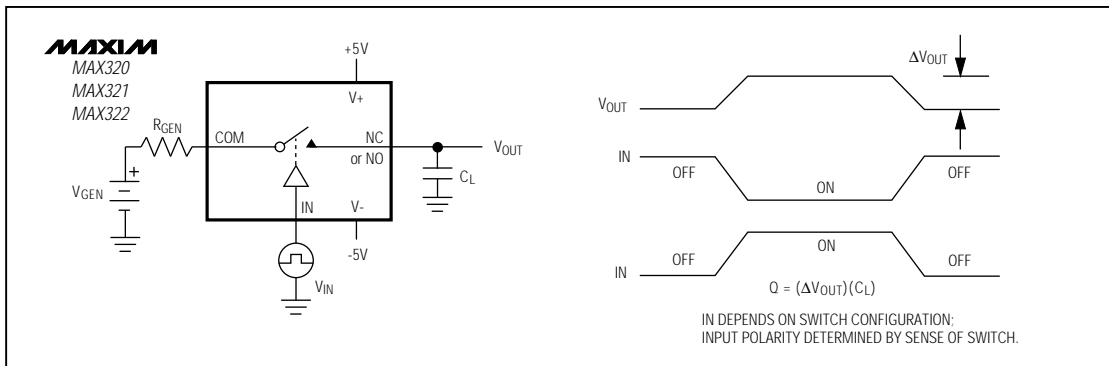 MAXIM
MAX320
MAX321
MAX322
+5V
V+
RGEN
COM
NC
or NO
VOUT
CL
VGEN
+
IN
V-
-5V
VIN
ΔVOUT
VOUT
IN
OFF
ON
OFF
IN
OFF
ON
OFF
Q = (ΔVOUT)(CL)
IN DEPENDS ON SWITCH CONFIGURATION;
INPUT POLARITY DETERMINED BY SENSE OF SWITCH.